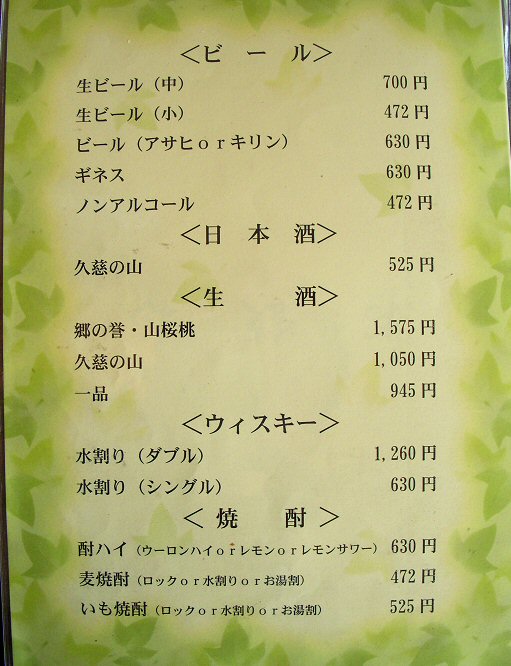 ＜ビ　ー　ル＞
生ビール（中）　700円
生ビール（小）　472円
ビール（アサヒｏｒキリン）　630円
ギネス　630円
ノンアルコール　472円
＜日　本　酒＞
久慈の山　525円
＜生　　　酒＞
郷の誉・山桜桃　1,575円
久慈の山　1,050円
一品　945円
＜ウィスキー＞
水割り（ダブル）　1,260円
水割り（シングル）　630円
＜　焼　　酎　＞
酎ハイ（ウーロンハイｏｒレモンｏｒレモンサワー）　630円
麦焼酎（ロックｏｒ水割りｏｒお湯割）　472円
いも焼酎（ロックｏｒ水割りｏｒお湯割）　525円